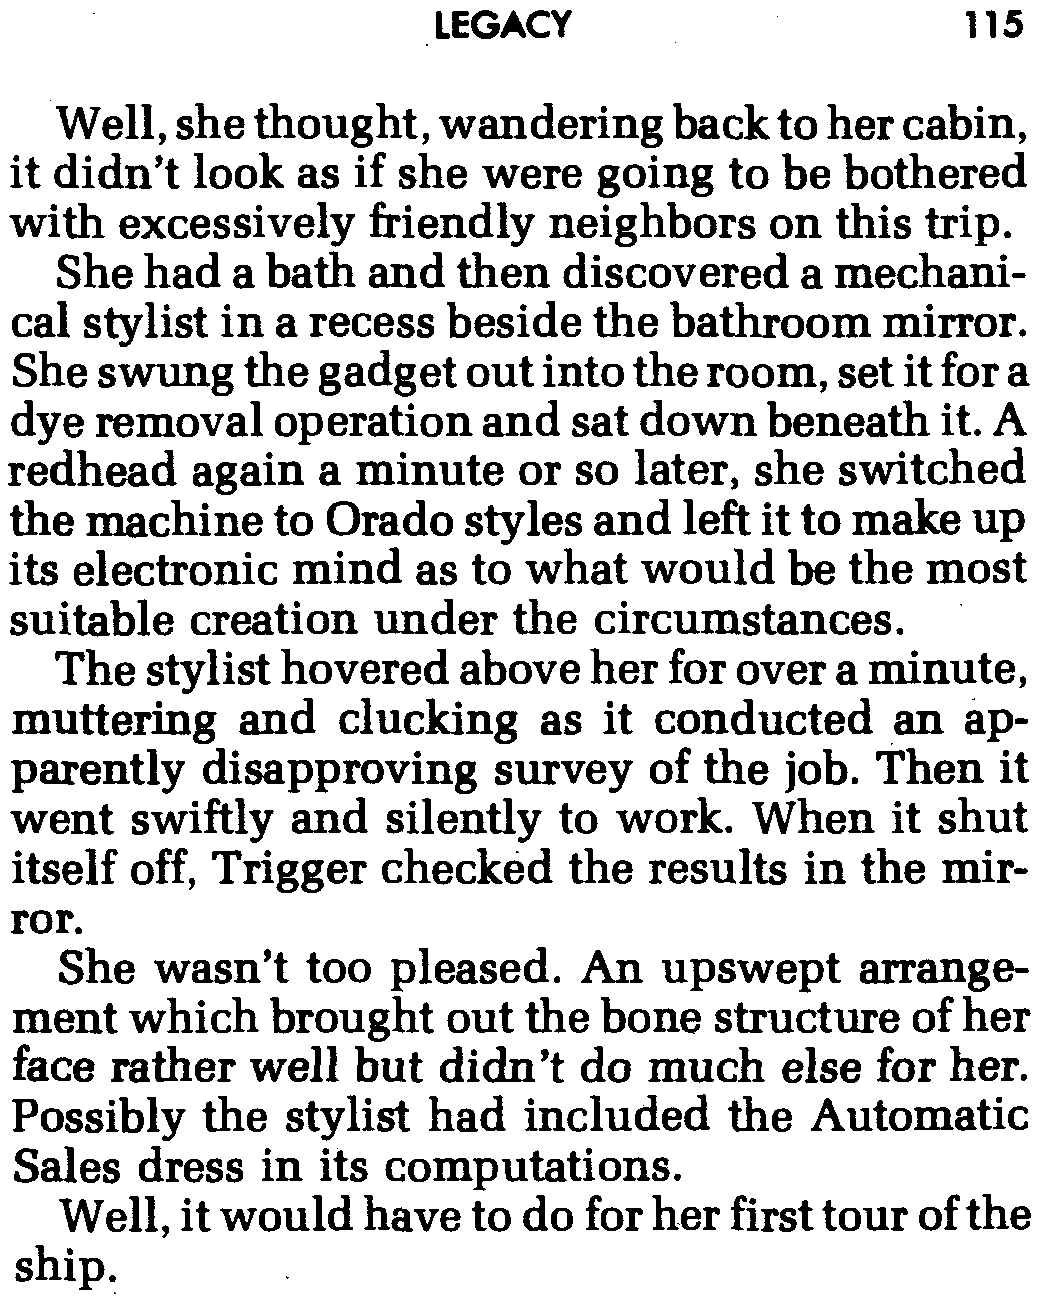 LEGACY 115
Well, she thought, wandering back to her cabin,
it didn't look as if she were going to be bothered
with excessively friendly neighbors on this trip.
She had a bath and then discovered a mechani-
cal stylist in a recess beside the bathroom mirror.
She swung the gadget out into the room, set it for a
dye removal operation and sat down beneath it. A
redhead again a minute or so later, she switched
the machine to Orado styles and left it to make up
its electronic mind as to what would be the most
suitable creation under the circumstances.
The stylist hovered above her for over a minute,
muttering and clucking as it conducted an ap-
parently disapproving survey of the job. Then it
went swiftly and silently to work. When it shut
itself off, Trigger checked the results in the mir-
ror.
She wasn't too pleased. An upswept arrange-
ment which brought out the bone structure of her
face rather well but didn't do much else for her.
Possibly the stylist had included the Automatic
Sales dress in its computations.
Well, it would have to do for her first tour of the
ship.